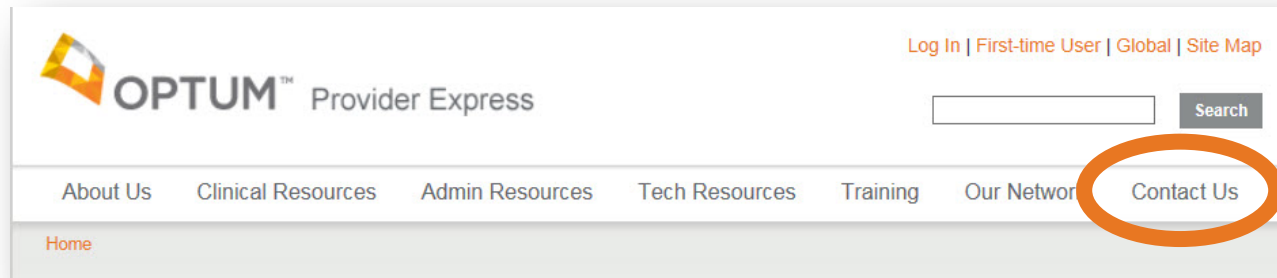 Log In | First-time User | Global | Site Map
OPTUM™ Provider Express
Search
About Us Clinical Resources Admin Resources Tech Resources Training Our Networ Contact Us
Home